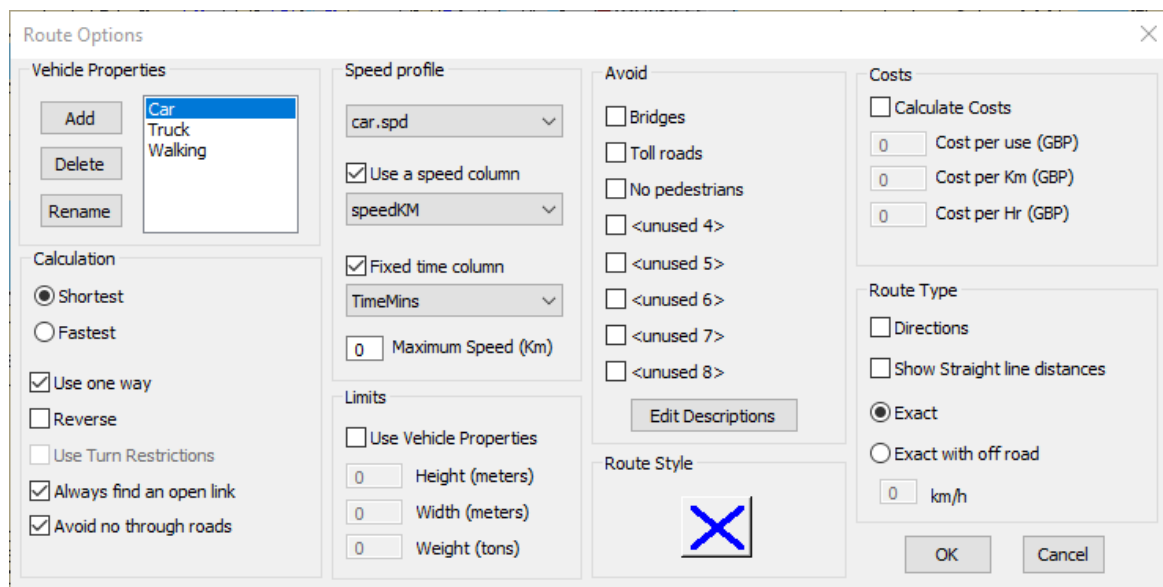 Route Options
Vehicle Properties
Add
Delete
Rename
Car
Truck
Walking
Calculation
Shortest
Fastest
Use one way
Reverse
Use Turn Restrictions
Always find an open link
Avoid no through roads
Speed profile
car.spd
Use a speed column
speedKM
Fixed time column
TimeMins
0 Maximum Speed (Km)
Limits
Use Vehicle Properties
0 Height (meters)
0 Width (meters)
0 Weight (tons)
Avoid
Bridges
Toll roads
No pedestrians
<unused 4>
<unused 5>
<unused 6>
<unused 7>
<unused 8>
Edit Descriptions
Route Style
Costs
Calculate Costs
0 Cost per use (GBP)
0 Cost per Km (GBP)
0 Cost per Hr (GBP)
Route Type
Directions
Show Straight line distances
Exact
Exact with off road
0 km/h
OK
Cancel